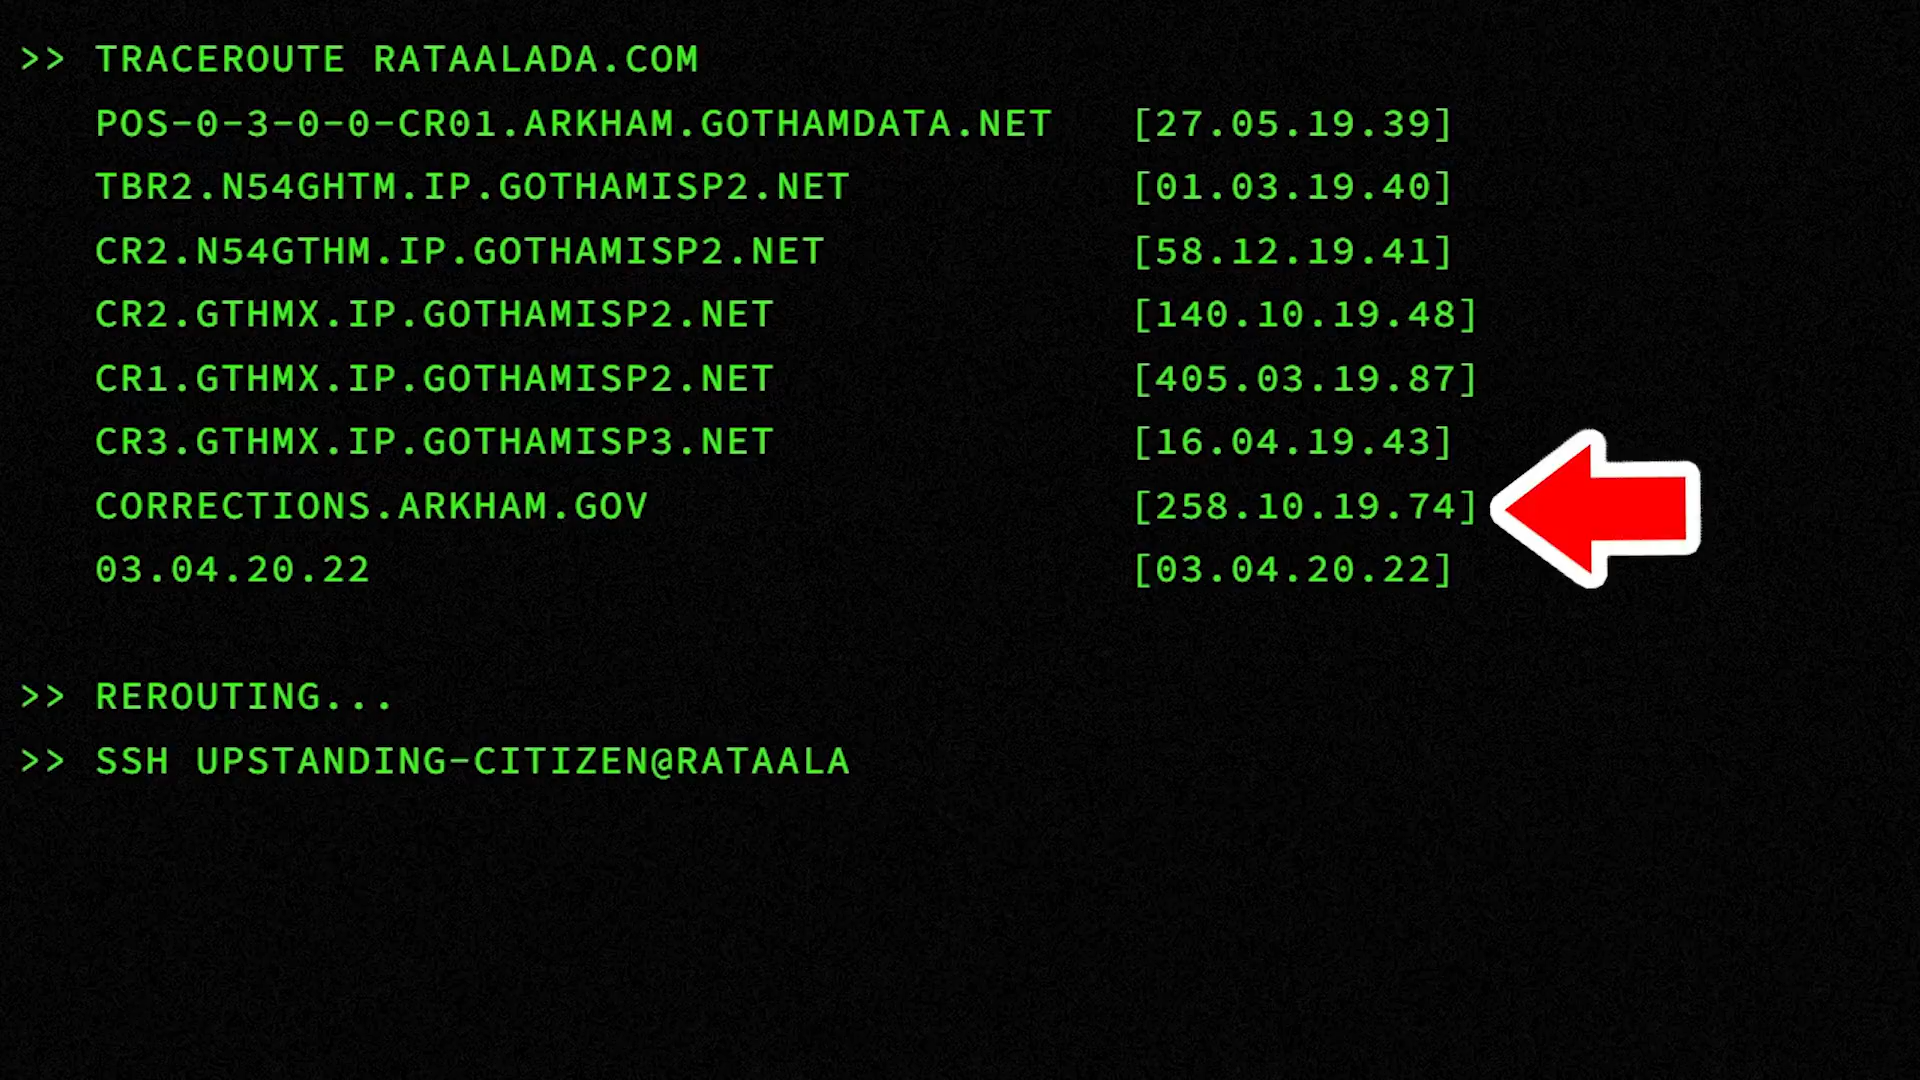 >> TRACEROUTE RATAALADA.COM
POS-0-3-0-0-CR01.ARKHAM.GOTHAMDATA.NET [27.05.19.39]
TBR2.N54GHTM.IP.GOTHAMISP2.NET [01.03.19.40]
CR2.N54GTHM.IP.GOTHAMISP2.NET [58.12.19.41]
CR2.GTHMX.IP.GOTHAMISP2.NET [140.10.19.48]
CR1.GTHMX.IP.GOTHAMISP2.NET [405.03.19.87]
CR3.GTHMX.IP.GOTHAMISP3.NET [16.04.19.43]
CORRECTIONS.ARKHAM.GOV [258.10.19.74]
03.04.20.22 [03.04.20.22]
>> REROUTING...
>> SSH UPSTANDING-CITIZEN@RATAALA